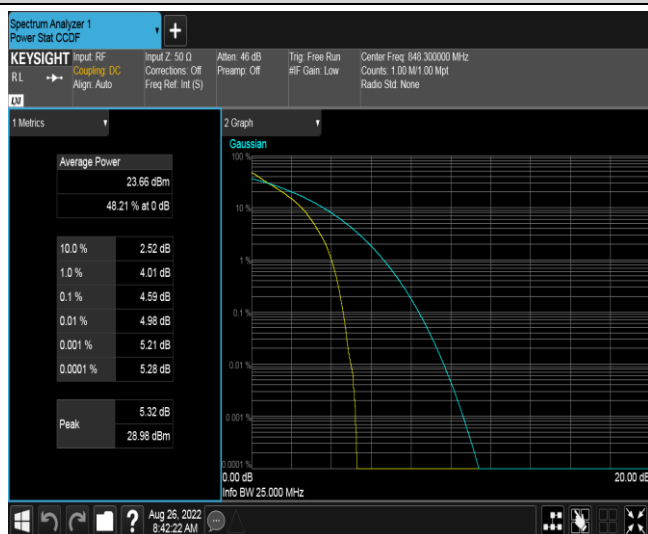 Spectrum Analyzer 1
Power Stat CCDF
+
KEYSIGHT
RL
LXI
Input: RF
Coupling: DC
Align: Auto
Input Z: 50 Ω
Corrections: Off
Freq Ref: Int (S)
Atten: 46 dB
Preamp: Off
Trig: Free Run
#IF Gain: Low
Center Freq: 848.300000 MHz
Counts: 1.00 M/1.00 Mpt
Radio Std: None
1 Metrics
Average Power
23.66 dBm
48.21 % at 0 dB
10.0 % 2.52 dB
1.0 % 4.01 dB
0.1 % 4.59 dB
0.01 % 4.98 dB
0.001 % 5.21 dB
0.0001 % 5.28 dB
Peak
5.32 dB
28.98 dBm
2 Graph
Gaussian
100 %
10 %
1 %
0.1 %
0.01 %
0.001 %
0.0001 %
0.00 dB
20.00 dB
Info BW 25.000 MHz
?
Aug 26, 2022
8:42:22 AM